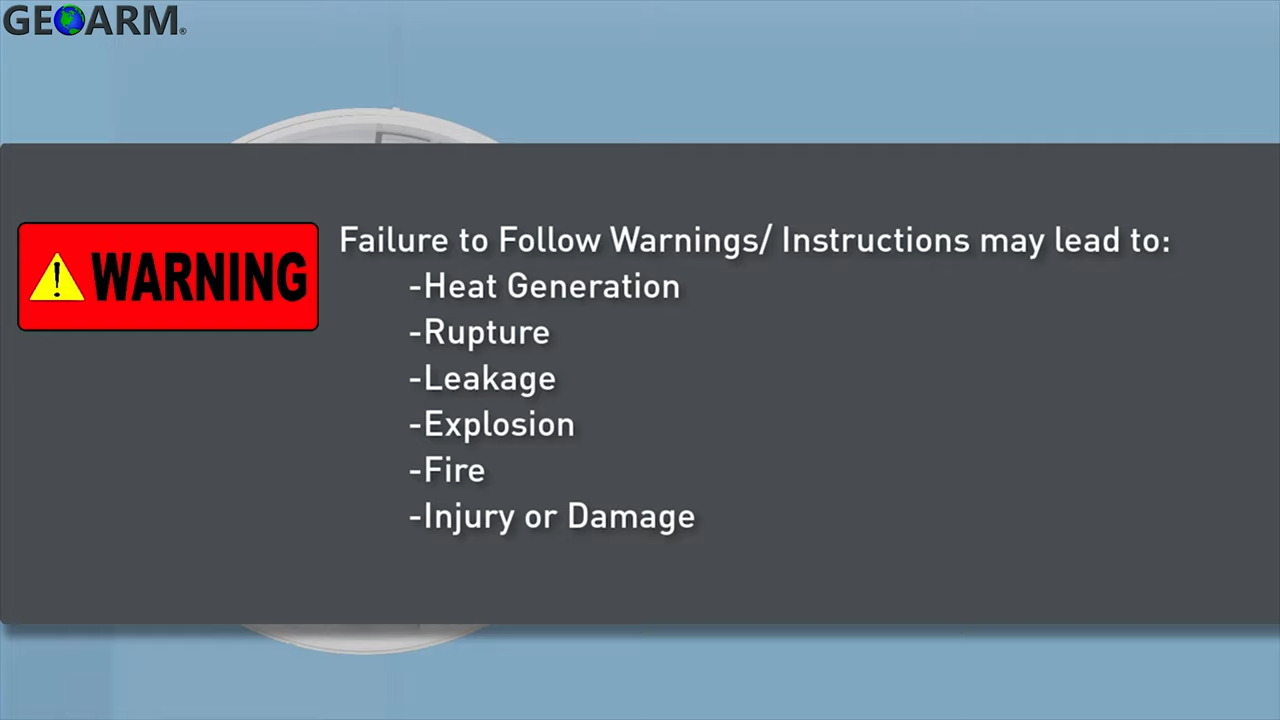 GEOARM®
WARNING
Failure to Follow Warnings/ Instructions may lead to:
-Heat Generation
-Rupture
-Leakage
-Explosion
-Fire
-Injury or Damage